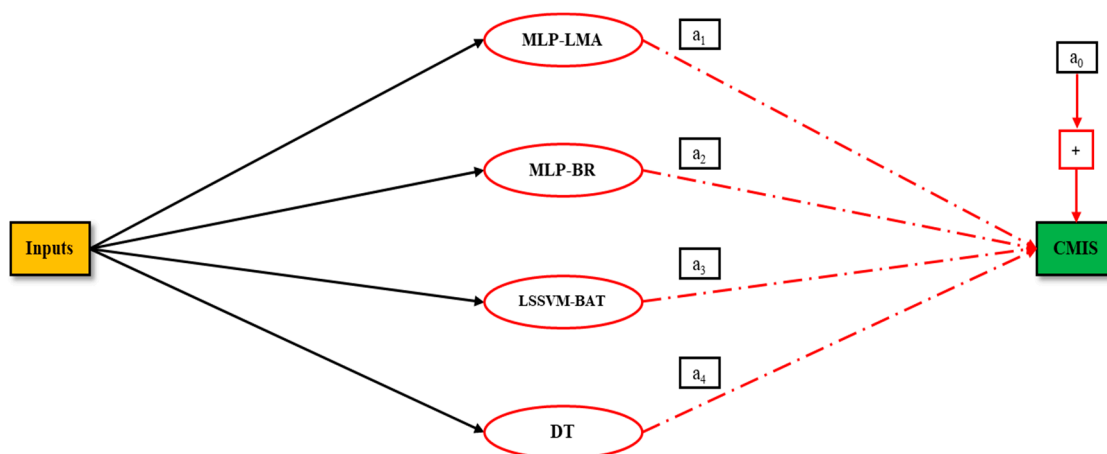 MLP-LMA
a₁
a₀
MLP-BR
a₂
+
Inputs
CMIS
a₃
LSSVM-BAT
a₄
DT